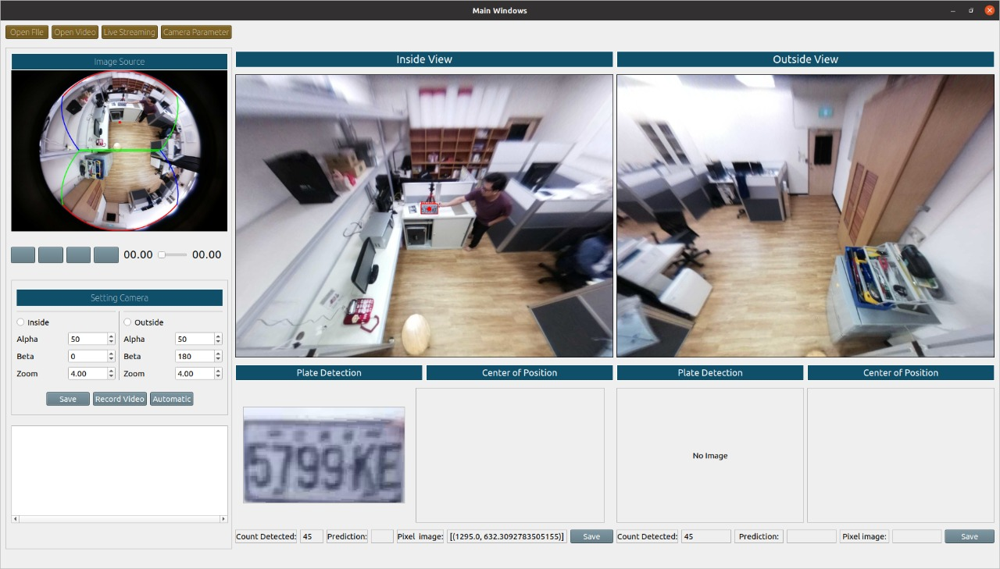 Main Windows
Open File Open Video Live Streaming Camera Parameter
Image Source
Inside View
Outside View
00.00 00.00
Setting Camera
Inside Outside
Alpha 50 Alpha 50
Beta 0 Beta 180
Zoom 4.00 Zoom 4.00
Save Record Video Automatic
Plate Detection Center of Position Plate Detection Center of Position
5799·KE
No Image
Count Detected: 45 Prediction: Pixel image: [(1295.0, 632.3092783505155)] Save Count Detected: 45 Prediction: Pixel image: Save